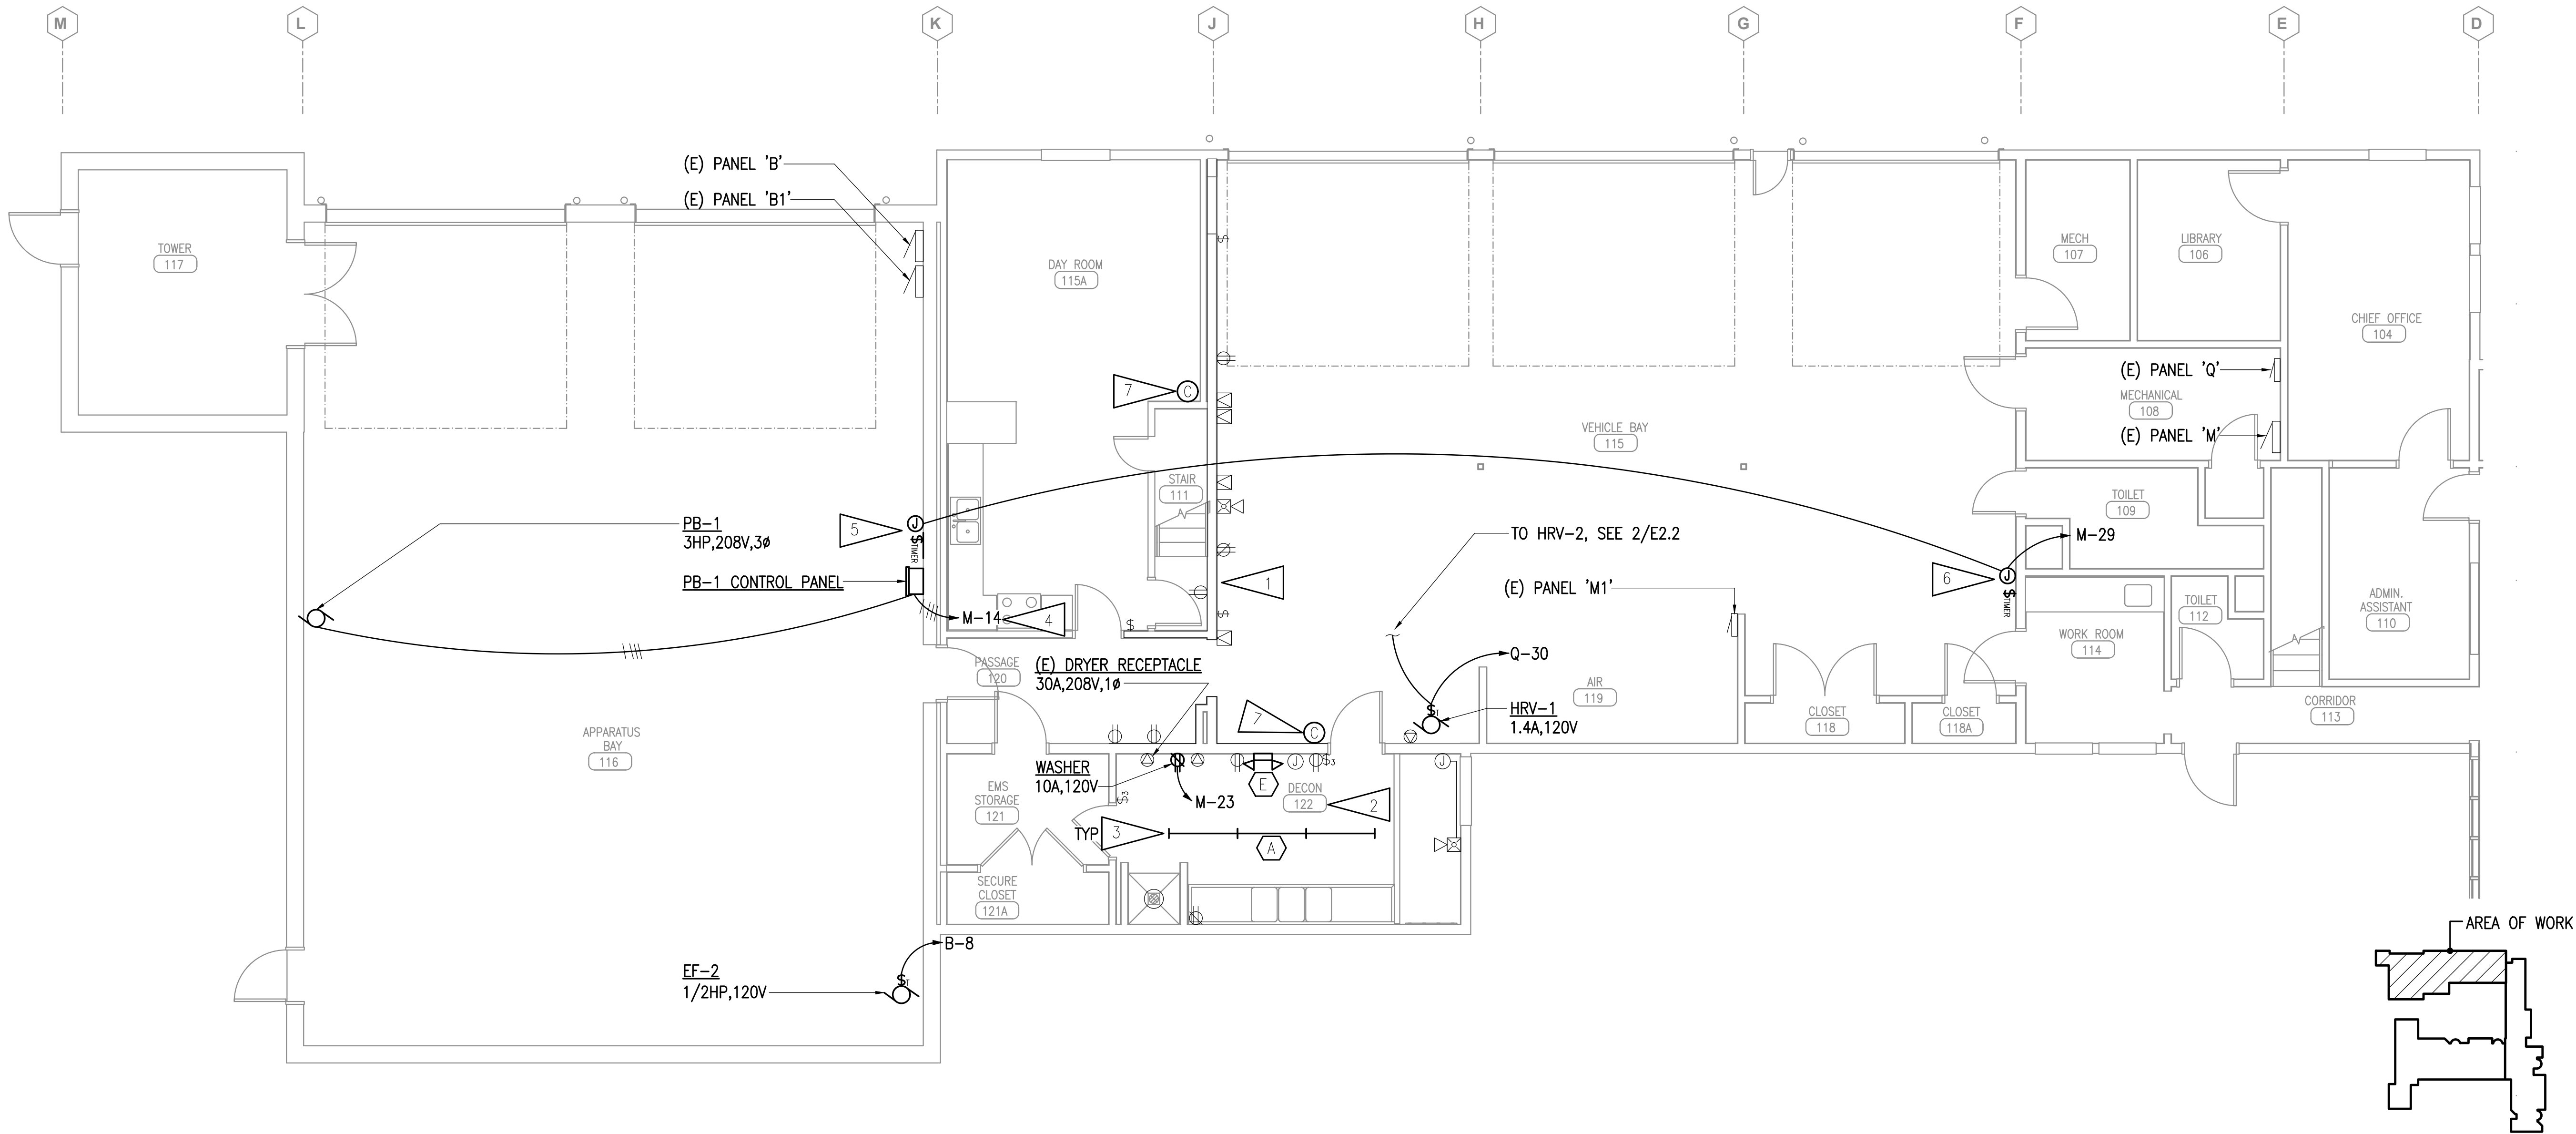 M
L
K
J
H
G
F
E
D
(E) PANEL 'B'
(E) PANEL 'B1'
TOWER
117
DAY ROOM
115A
MECH
107
LIBRARY
106
CHIEF OFFICE
104
(E) PANEL 'Q'
MECHANICAL
108
(E) PANEL 'M'
7
C
VEHICLE BAY
115
STAIR
111
TOILET
109
PB-1
3HP,208V,3ø
5
J
$
TIMER
PB-1 CONTROL PANEL
M-14
4
TO HRV-2, SEE 2/E2.2
1
(E) PANEL 'M1'
M-29
6
J
$
TIMER
TOILET
112
ADMIN.
ASSISTANT
110
WORK ROOM
114
PASSAGE
120
(E) DRYER RECEPTACLE
30A,208V,1ø
Q-30
$T
HRV-1
1.4A,120V
AIR
119
CLOSET
118
CLOSET
118A
CORRIDOR
113
7
C
APPARATUS
BAY
116
WASHER
10A,120V
M-23
EMS
STORAGE
121
$3
J
$3
J
E
DECON
122
2
TYP
3
A
SECURE
CLOSET
121A
B-8
EF-2
1/2HP,120V
$T
AREA OF WORK